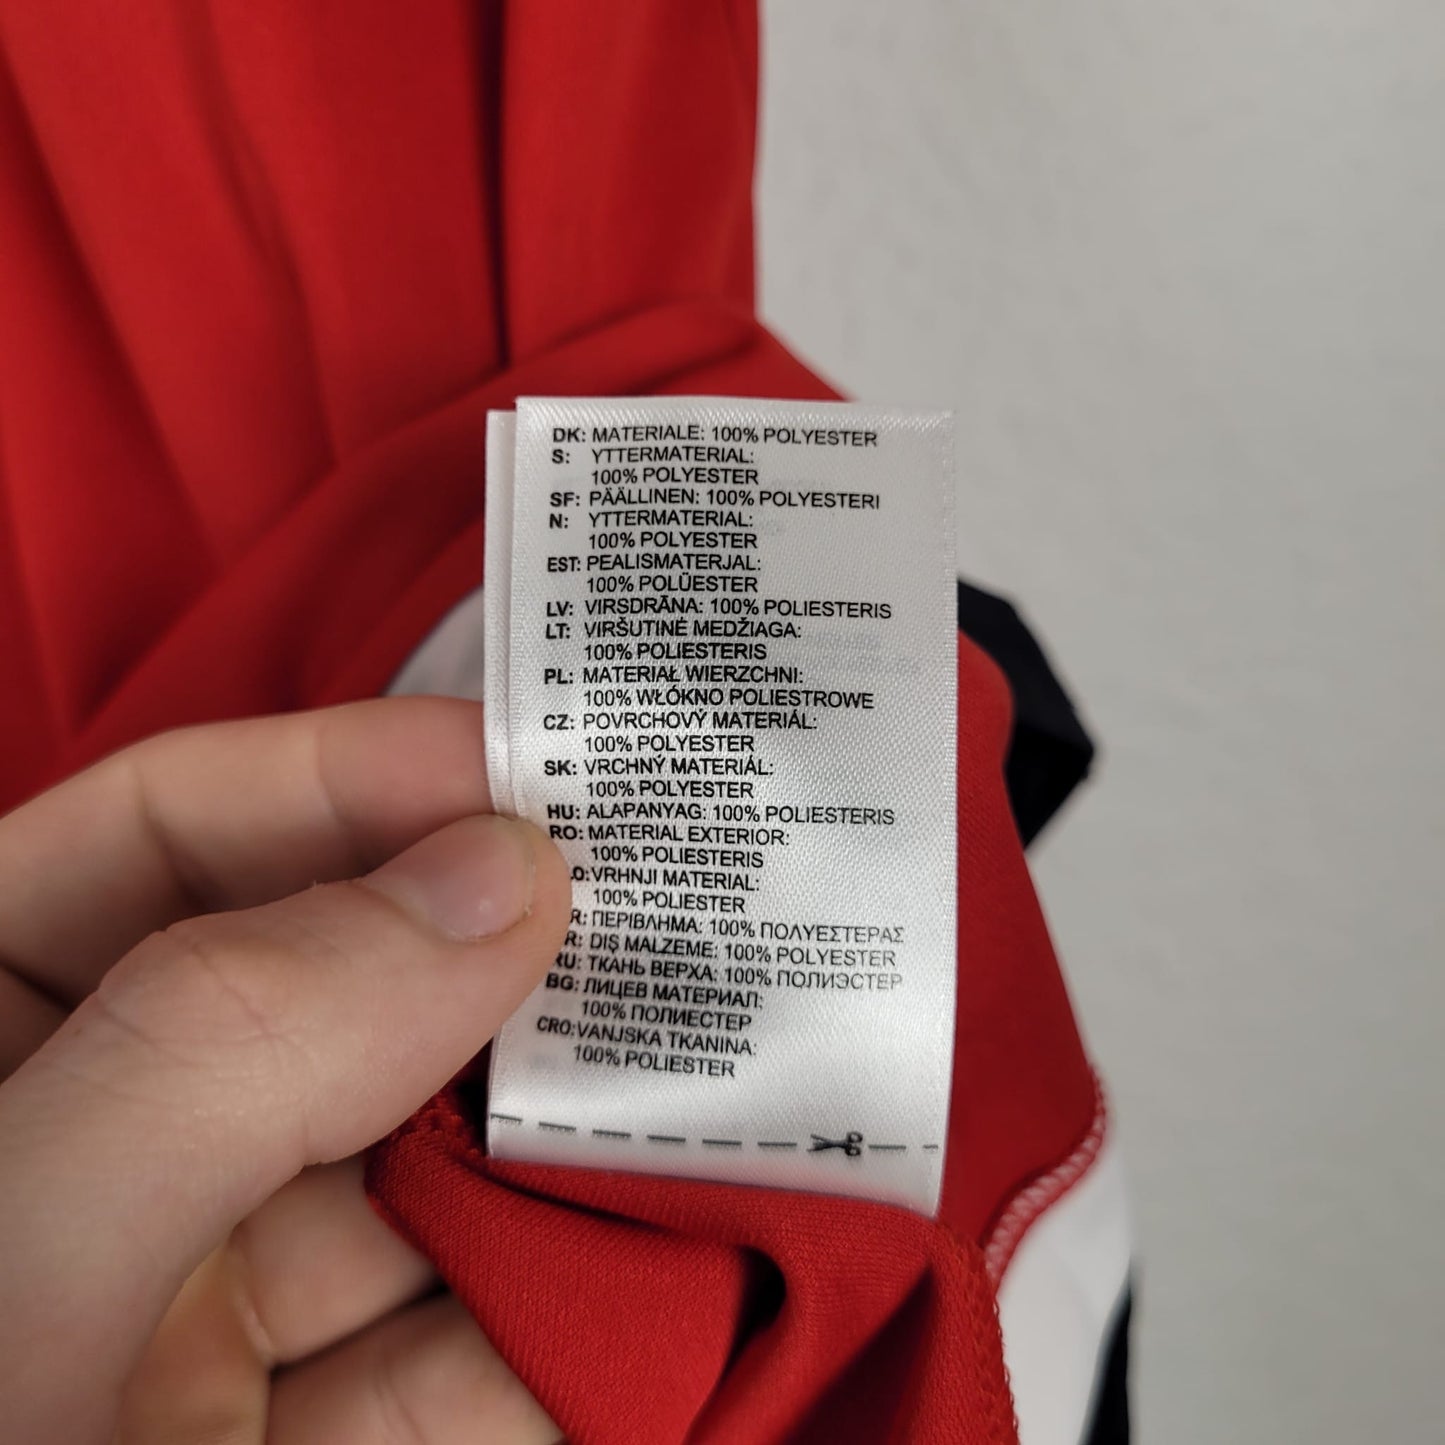 DK: MATERIALE: 100% POLYESTER
S: YTTERMATERIAL:
100% POLYESTER
SF: PÄÄLLINEN: 100% POLYESTERI
N: YTTERMATERIAL:
100% POLYESTER
EST: PEALISMATERJAL:
100% POLÜESTER
LV: VIRSDRĀNA: 100% POLIESTERIS
LT: VIRŠUTINĖ MEDŽIAGA:
100% POLIESTERIS
PL: MATERIAŁ WIERZCHNI:
100% WŁÓKNO POLIESTROWE
CZ: POVRCHOVÝ MATERIÁL:
100% POLYESTER
SK: VRCHNÝ MATERIÁL:
100% POLYESTER
HU: ALAPANYAG: 100% POLIESTERIS
RO: MATERIAL EXTERIOR:
100% POLIESTERIS
LO: VRHNJI MATERIAL:
100% POLIESTER
R: ΠΕΡΙΒΛΗΜΑ: 100% ΠΟΛΥΕΣΤΕΡΑΣ
R: DIŞ MALZEME: 100% POLYESTER
RU: ТКАНЬ ВЕРХА: 100% ПОЛИЭСТЕР
BG: ЛИЦЕВ МАТЕРИАЛ:
100% ПОЛИЕСТЕР
CRO: VANJSKA TKANINA:
100% POLIESTER